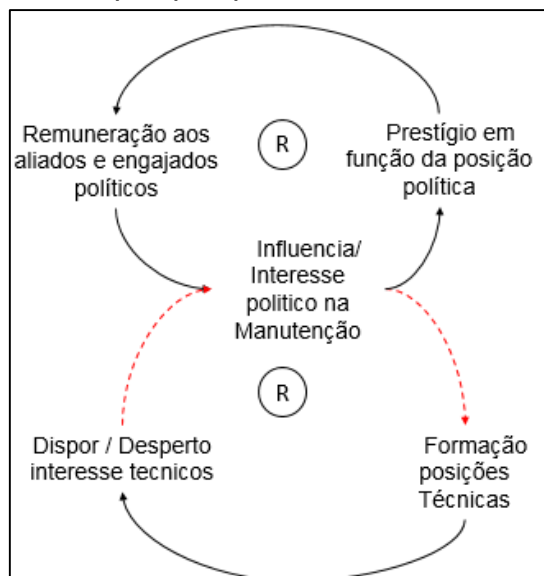 Remuneração aos
aliados e engajados
políticos
R
Prestígio em
função da posição
política
Influencia/
Interesse
politico na
Manutenção
R
Dispor / Desperto
interesse tecnicos
Formação
posições
Técnicas